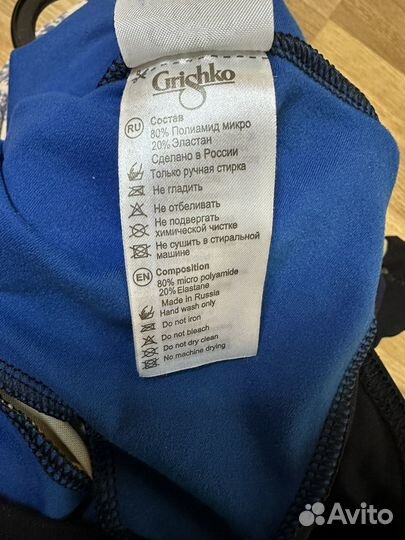 Grishko
RU Состав
80% Полиамид микро
20% Эластан
Сделано в России
Только ручная стирка
Не гладить
Не отбеливать
Не подвергать
химической чистке
Не сушить в стиральной
машине
EN Composition
80% micro polyamide
20% Elastane
Made in Russia
Hand wash only
Do not iron
Do not bleach
Do not dry clean
No machine drying
Avito